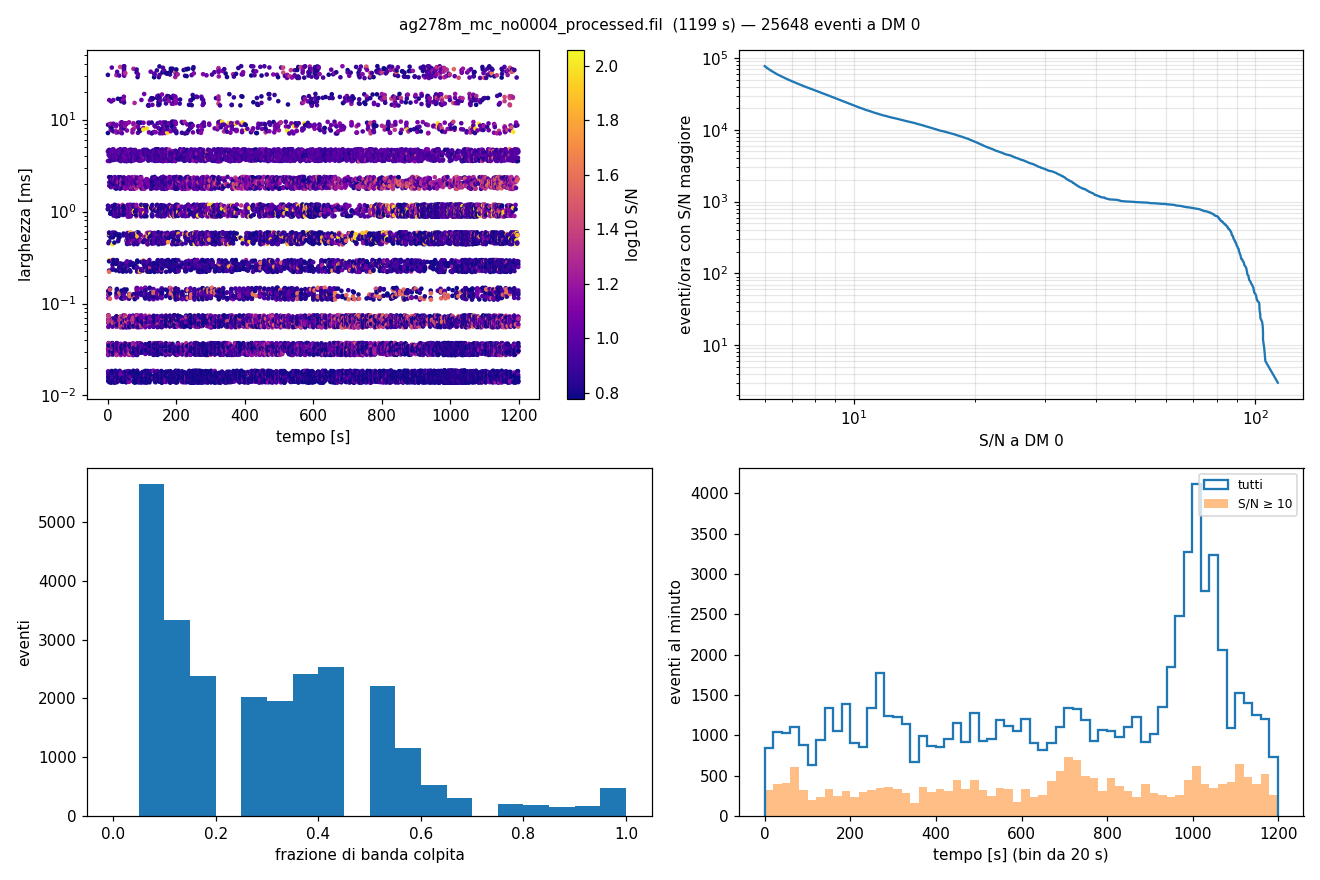 ag278m_mc_no0004_processed.fil (1199 s) — 25648 eventi a DM 0
larghezza [ms]
10¹
10⁰
10⁻¹
10⁻²
0 200 400 600 800 1000 1200
tempo [s]
2.0
1.8
1.6
1.4
1.2
1.0
0.8
log10 S/N
eventi/ora con S/N maggiore
10⁵
10⁴
10³
10²
10¹
10¹ 10²
S/N a DM 0
eventi
5000
4000
3000
2000
1000
0
0.0 0.2 0.4 0.6 0.8 1.0
frazione di banda colpita
eventi al minuto
4000
3500
3000
2500
2000
1500
1000
500
0
tutti
S/N ≥ 10
0 200 400 600 800 1000 1200
tempo [s] (bin da 20 s)